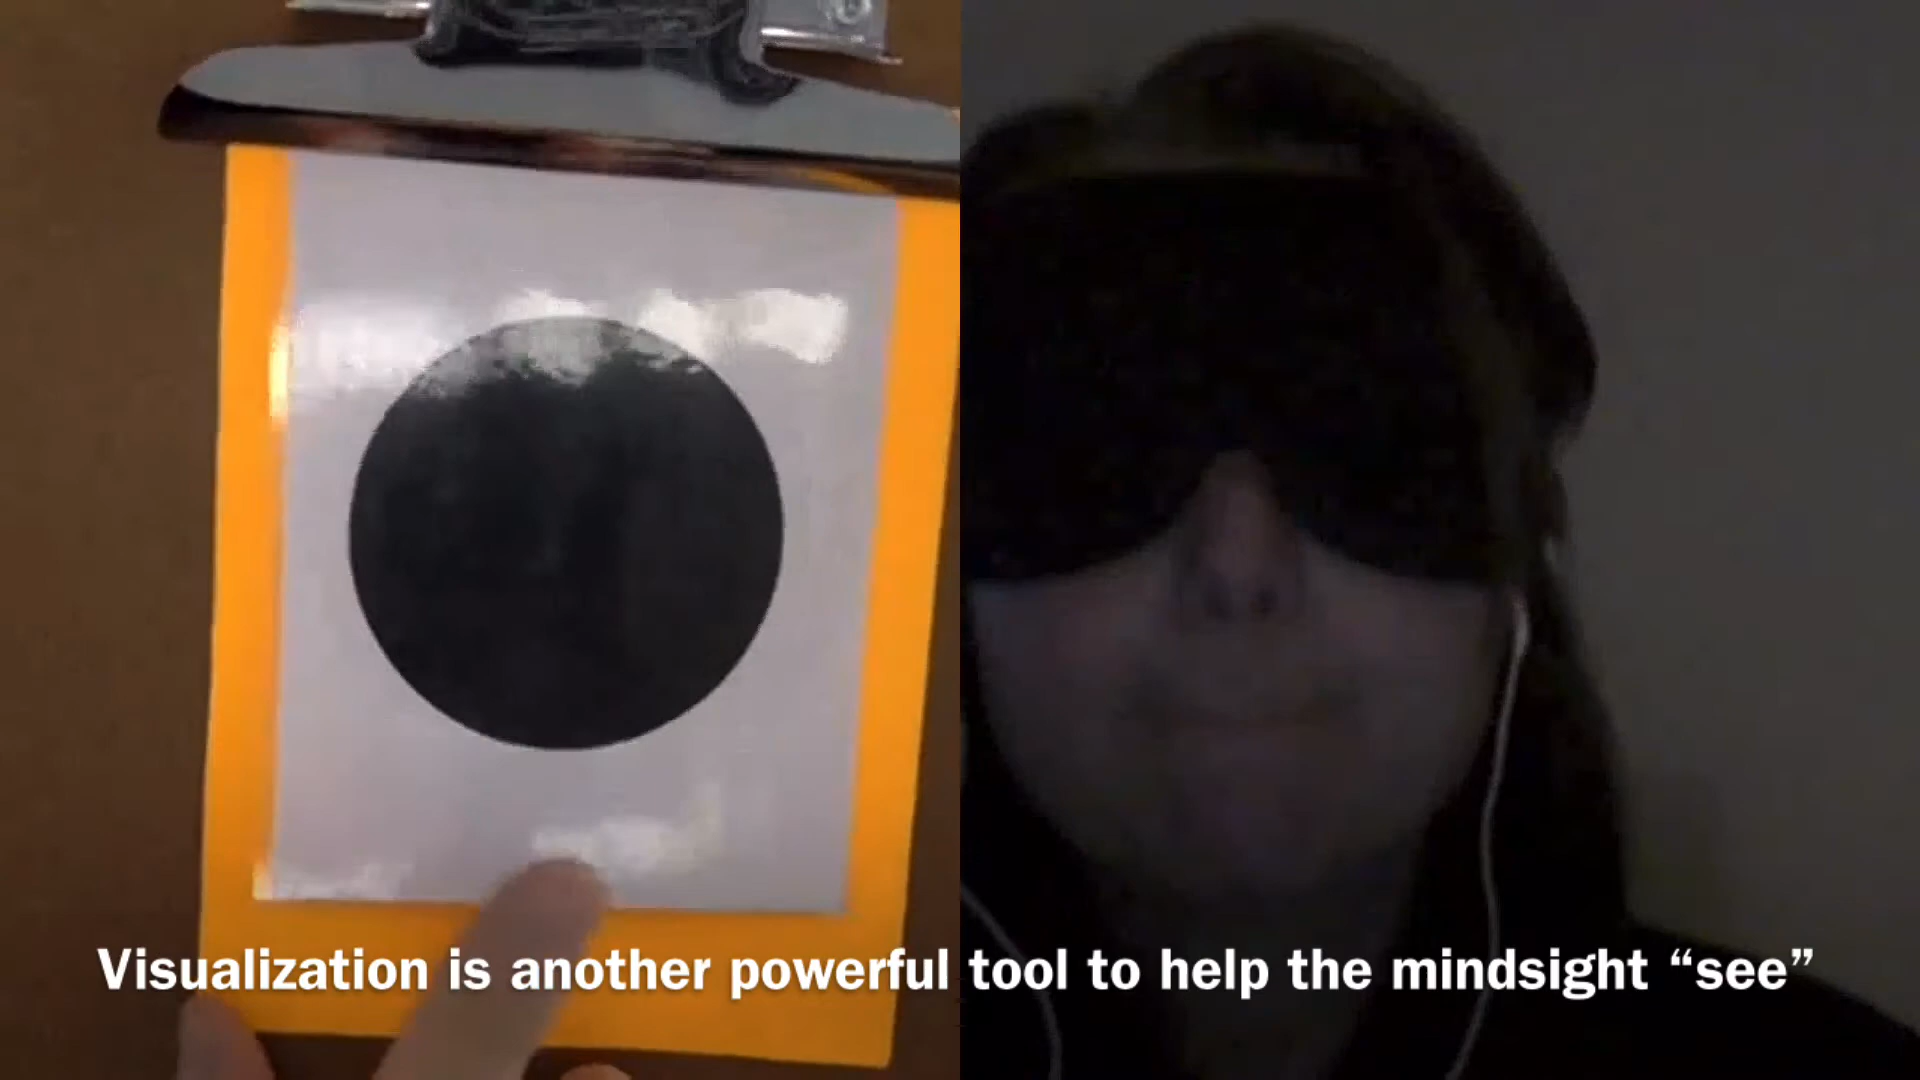 Visualization is another powerful tool to help the mindsight “see”